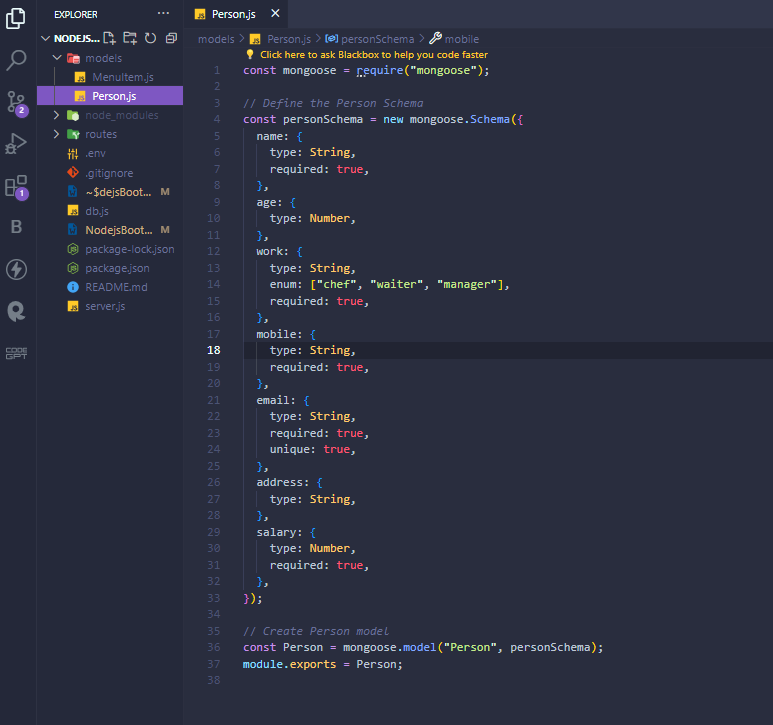 EXPLORER
NODEJS...
models
MenuItem.js
Person.js
node_modules
routes
.env
.gitignore
~$dejsBoot... M
db.js
NodejsBoot... M
package-lock.json
package.json
README.md
server.js
2
1
B
CODE
GPT
Person.js
models > Person.js > personSchema > mobile
Click here to ask Blackbox to help you code faster
1 const mongoose = require("mongoose");
2
3 // Define the Person Schema
4 const personSchema = new mongoose.Schema({
5 name: {
6 type: String,
7 required: true,
8 },
9 age: {
10 type: Number,
11 },
12 work: {
13 type: String,
14 enum: ["chef", "waiter", "manager"],
15 required: true,
16 },
17 mobile: {
18 type: String,
19 required: true,
20 },
21 email: {
22 type: String,
23 required: true,
24 unique: true,
25 },
26 address: {
27 type: String,
28 },
29 salary: {
30 type: Number,
31 required: true,
32 },
33 });
34
35 // Create Person model
36 const Person = mongoose.model("Person", personSchema);
37 module.exports = Person;
38